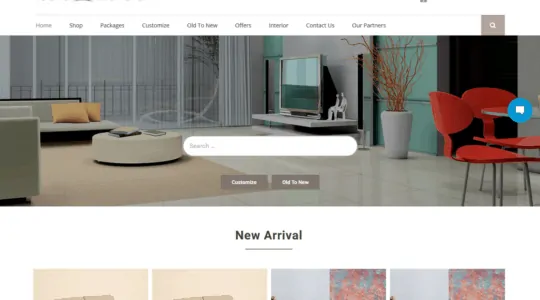 Home Shop Packages Customize Old To New Offers Interior Contact Us Our Partners
Search ...
Customize Old To New
New Arrival